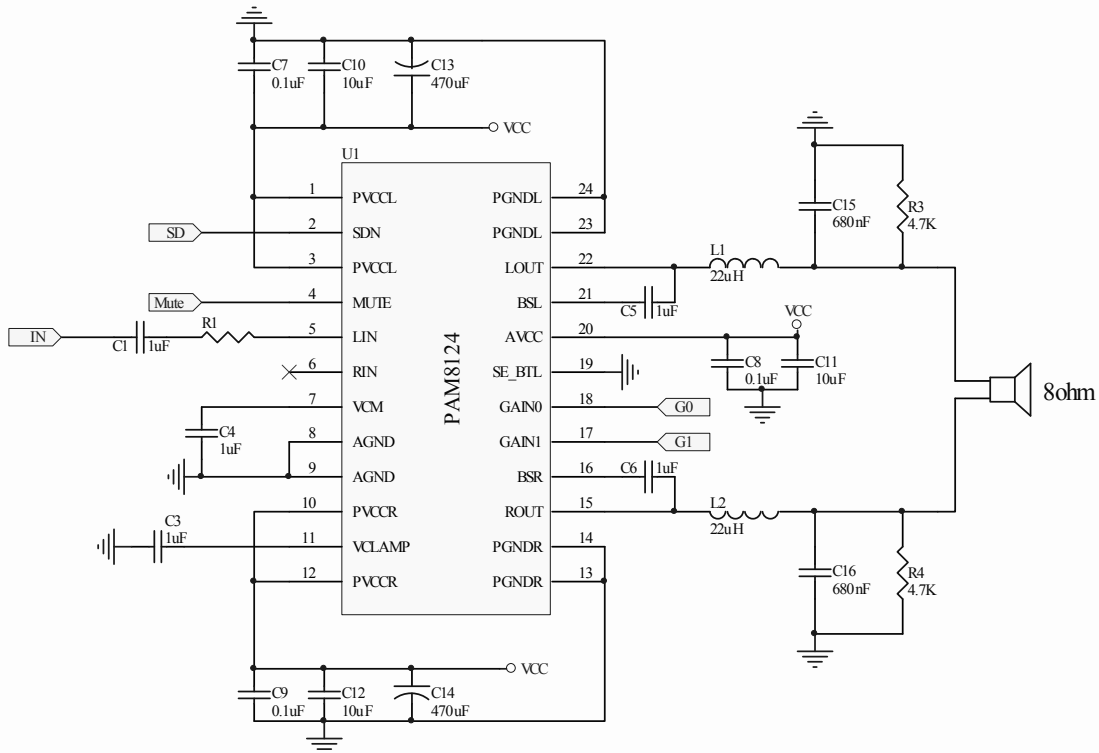 C7
0.1uF
C10
10uF
C13
470uF
VCC
U1
1
PVCCL
PGNDL
24
SD
2
SDN
PGNDL
23
3
PVCCL
LOUT
22
L1
22uH
C15
680nF
R3
4.7K
Mute
4
MUTE
BSL
21
C5
1uF
IN
C1
1uF
R1
5
LIN
AVCC
20
VCC
6
RIN
SE_BTL
19
C8
0.1uF
C11
10uF
PAM8124
7
VCM
GAIN0
18
G0
8ohm
C4
1uF
8
AGND
GAIN1
17
G1
9
AGND
BSR
16
C6
1uF
10
PVCCR
ROUT
15
L2
22uH
C3
1uF
11
VCLAMP
PGNDR
14
12
PVCCR
PGNDR
13
C16
680nF
R4
4.7K
VCC
C9
0.1uF
C12
10uF
C14
470uF